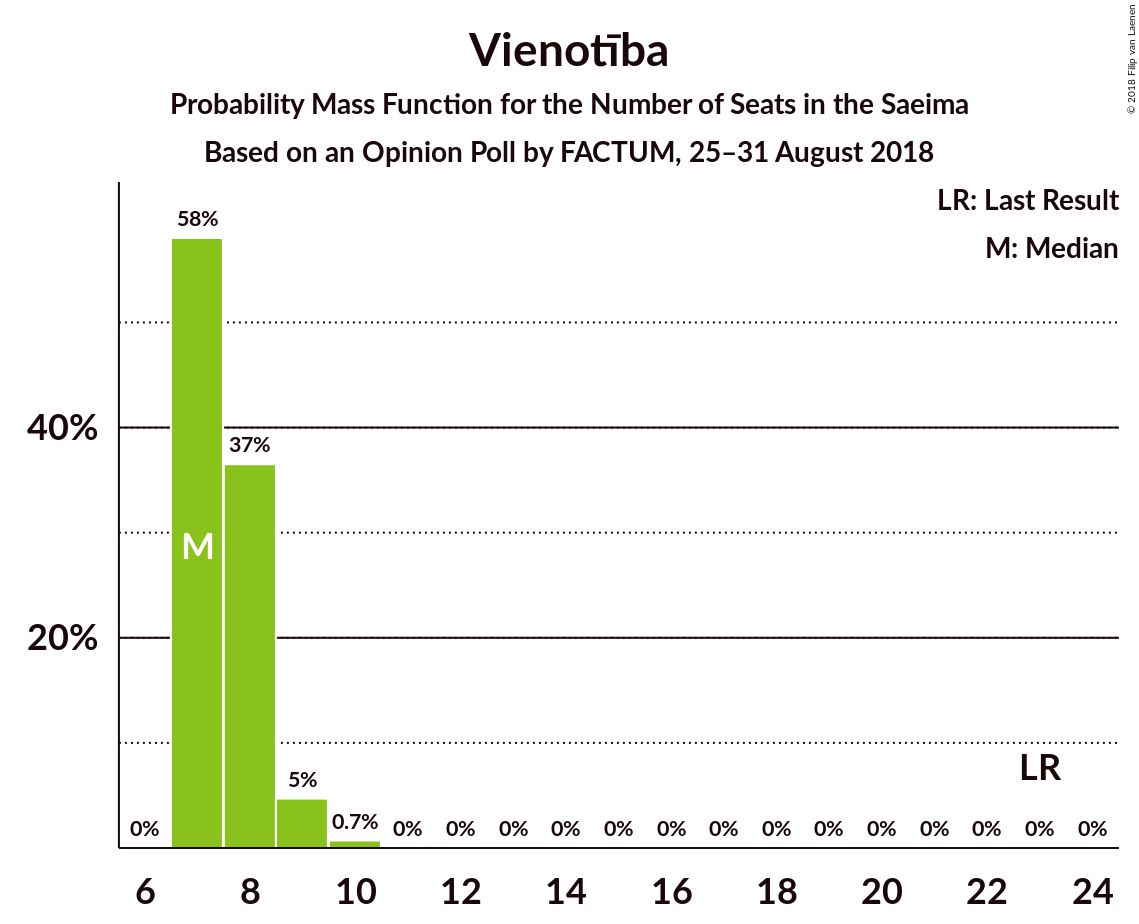 Vienotība
Probability Mass Function for the Number of Seats in the Saeima
Based on an Opinion Poll by FACTUM, 25–31 August 2018
© 2018 Filip van Laenen
LR: Last Result
M: Median
58%
40%
37%
M
20%
LR
5%
0% 0.7% 0% 0% 0% 0% 0% 0% 0% 0% 0% 0% 0% 0% 0% 0%
6 8 10 12 14 16 18 20 22 24